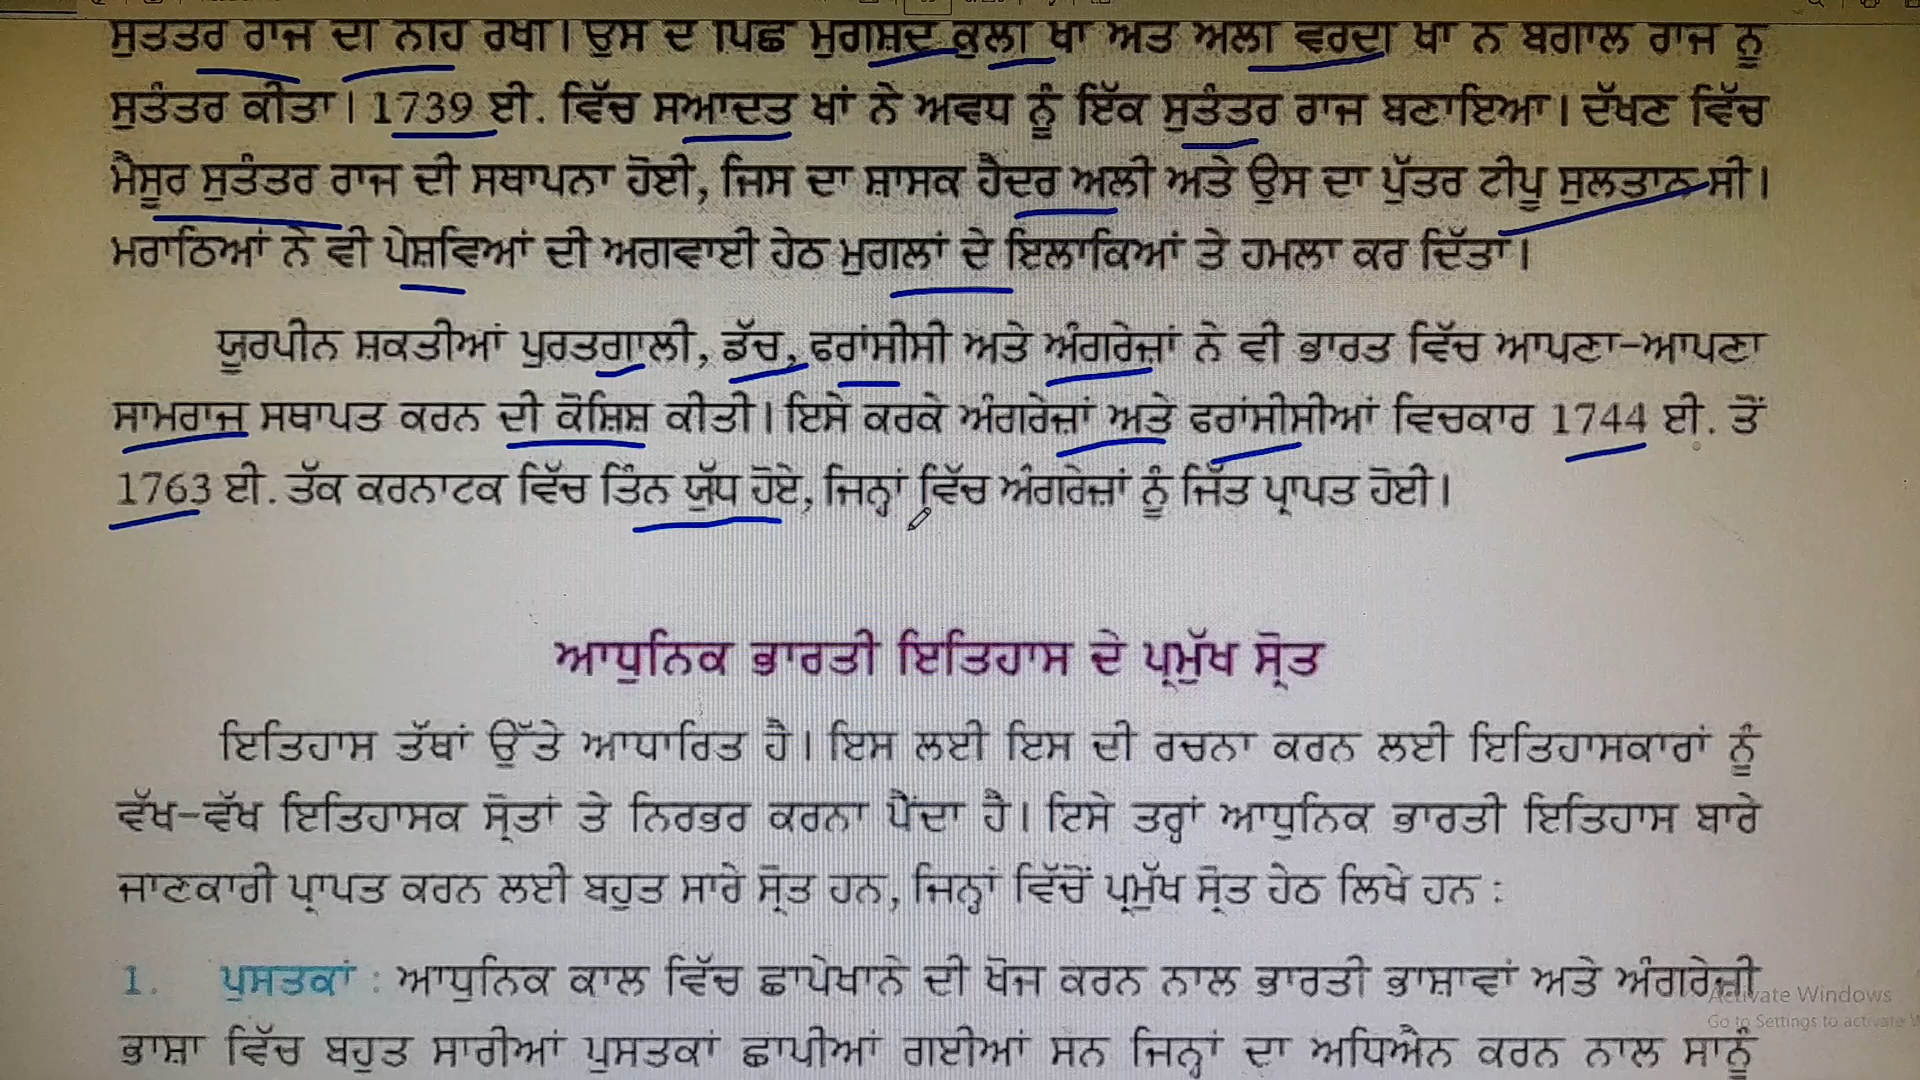 ਸੁਤੰਤਰ ਰਾਜ ਦਾ ਨਾਂਹ ਰੱਖਾ। ਉਸ ਦੇ ਪਿੱਛੋਂ ਮੁਰਸ਼ਦ ਕੁਲੀ ਖਾਂ ਅਤੇ ਅਲੀ ਵਰਦੀ ਖਾਂ ਨੇ ਬੰਗਾਲ ਰਾਜ ਨੂੰ
ਸੁਤੰਤਰ ਕੀਤਾ। 1739 ਈ. ਵਿੱਚ ਸਆਦਤ ਖਾਂ ਨੇ ਅਵਧ ਨੂੰ ਇੱਕ ਸੁਤੰਤਰ ਰਾਜ ਬਣਾਇਆ। ਦੱਖਣ ਵਿੱਚ
ਮੈਸੂਰ ਸੁਤੰਤਰ ਰਾਜ ਦੀ ਸਥਾਪਨਾ ਹੋਈ, ਜਿਸ ਦਾ ਸ਼ਾਸਕ ਹੈਦਰ ਅਲੀ ਅਤੇ ਉਸ ਦਾ ਪੁੱਤਰ ਟੀਪੂ ਸੁਲਤਾਨ ਸੀ।
ਮਰਾਠਿਆਂ ਨੇ ਵੀ ਪੇਸ਼ਵਿਆਂ ਦੀ ਅਗਵਾਈ ਹੇਠ ਮੁਗਲਾਂ ਦੇ ਇਲਾਕਿਆਂ ਤੇ ਹਮਲਾ ਕਰ ਦਿੱਤਾ।
ਯੂਰਪੀਨ ਸ਼ਕਤੀਆਂ ਪੁਰਤਗਾਲੀ, ਡੱਚ, ਫਰਾਂਸੀਸੀ ਅਤੇ ਅੰਗਰੇਜ਼ਾਂ ਨੇ ਵੀ ਭਾਰਤ ਵਿੱਚ ਆਪਣਾ-ਆਪਣਾ
ਸਾਮਰਾਜ ਸਥਾਪਤ ਕਰਨ ਦੀ ਕੋਸ਼ਿਸ਼ ਕੀਤੀ। ਇਸੇ ਕਰਕੇ ਅੰਗਰੇਜ਼ਾਂ ਅਤੇ ਫਰਾਂਸੀਸੀਆਂ ਵਿਚਕਾਰ 1744 ਈ. ਤੋਂ
1763 ਈ. ਤੱਕ ਕਰਨਾਟਕ ਵਿੱਚ ਤਿੰਨ ਯੁੱਧ ਹੋਏ, ਜਿਨ੍ਹਾਂ ਵਿੱਚ ਅੰਗਰੇਜ਼ਾਂ ਨੂੰ ਜਿੱਤ ਪ੍ਰਾਪਤ ਹੋਈ।
ਆਧੁਨਿਕ ਭਾਰਤੀ ਇਤਿਹਾਸ ਦੇ ਪ੍ਰਮੁੱਖ ਸ੍ਰੋਤ
ਇਤਿਹਾਸ ਤੱਥਾਂ ਉੱਤੇ ਆਧਾਰਿਤ ਹੈ। ਇਸ ਲਈ ਇਸ ਦੀ ਰਚਨਾ ਕਰਨ ਲਈ ਇਤਿਹਾਸਕਾਰਾਂ ਨੂੰ
ਵੱਖ-ਵੱਖ ਇਤਿਹਾਸਕ ਸ੍ਰੋਤਾਂ ਤੇ ਨਿਰਭਰ ਕਰਨਾ ਪੈਂਦਾ ਹੈ। ਇਸੇ ਤਰ੍ਹਾਂ ਆਧੁਨਿਕ ਭਾਰਤੀ ਇਤਿਹਾਸ ਬਾਰੇ
ਜਾਣਕਾਰੀ ਪ੍ਰਾਪਤ ਕਰਨ ਲਈ ਬਹੁਤ ਸਾਰੇ ਸ੍ਰੋਤ ਹਨ, ਜਿਨ੍ਹਾਂ ਵਿੱਚੋਂ ਪ੍ਰਮੁੱਖ ਸ੍ਰੋਤ ਹੇਠ ਲਿਖੇ ਹਨ :
1. ਪੁਸਤਕਾਂ : ਆਧੁਨਿਕ ਕਾਲ ਵਿੱਚ ਛਾਪੇਖਾਨੇ ਦੀ ਖੋਜ ਕਰਨ ਨਾਲ ਭਾਰਤੀ ਭਾਸ਼ਾਵਾਂ ਅਤੇ ਅੰਗਰੇਜ਼ੀ
ਭਾਸ਼ਾ ਵਿੱਚ ਬਹੁਤ ਸਾਰੀਆਂ ਪੁਸਤਕਾਂ ਛਾਪੀਆਂ ਗਈਆਂ ਸਨ ਜਿਨ੍ਹਾਂ ਦਾ ਅਧਿਐਨ ਕਰਨ ਨਾਲ ਸਾਨੂੰ
Activate Windows
Go to Settings to activate W